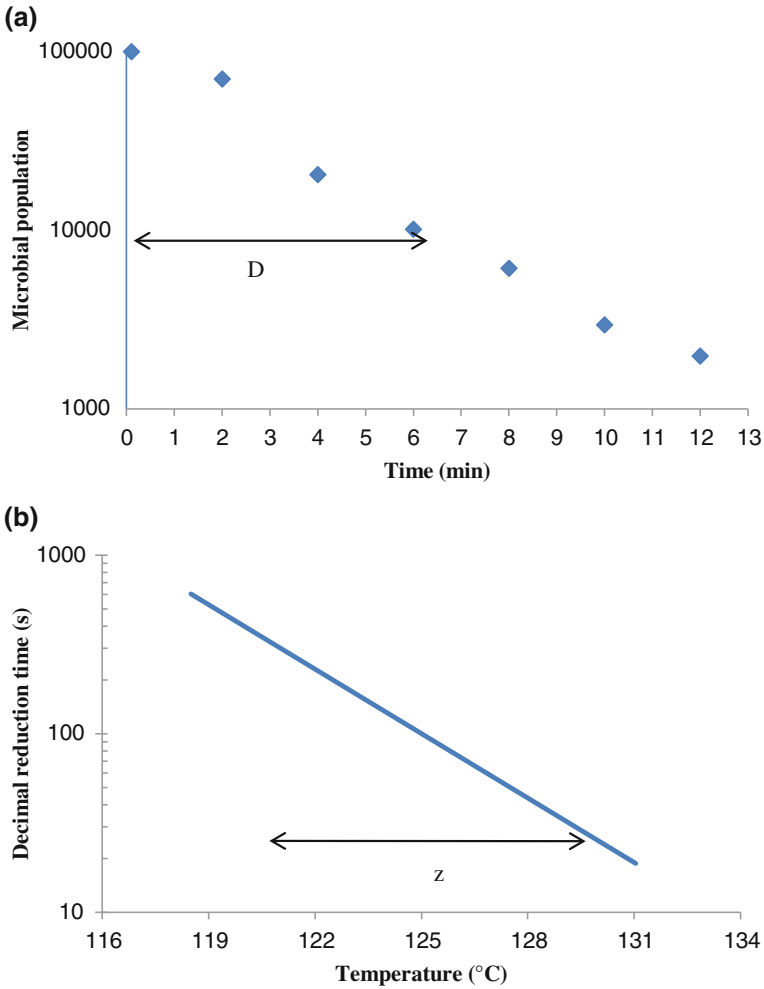 (a)
100000
10000
1000
Microbial population
D
0 1 2 3 4 5 6 7 8 9 10 11 12 13
Time (min)
(b)
1000
100
10
Decimal reduction time (s)
z
116 119 122 125 128 131 134
Temperature (°C)